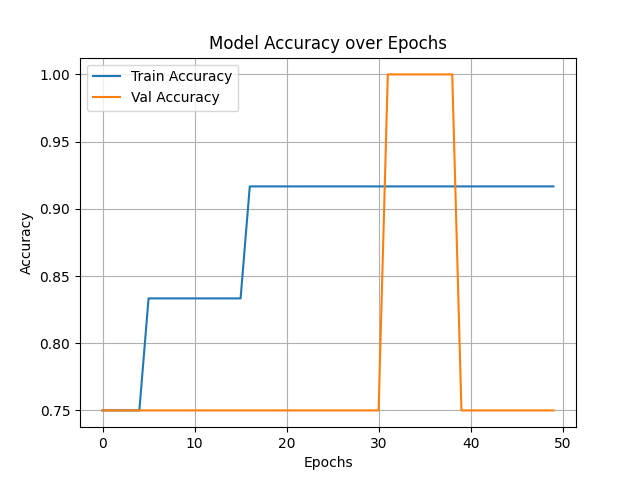 Model Accuracy over Epochs
Train Accuracy
Val Accuracy
1.00
0.95
0.90
0.85
0.80
0.75
Accuracy
0 10 20 30 40 50
Epochs